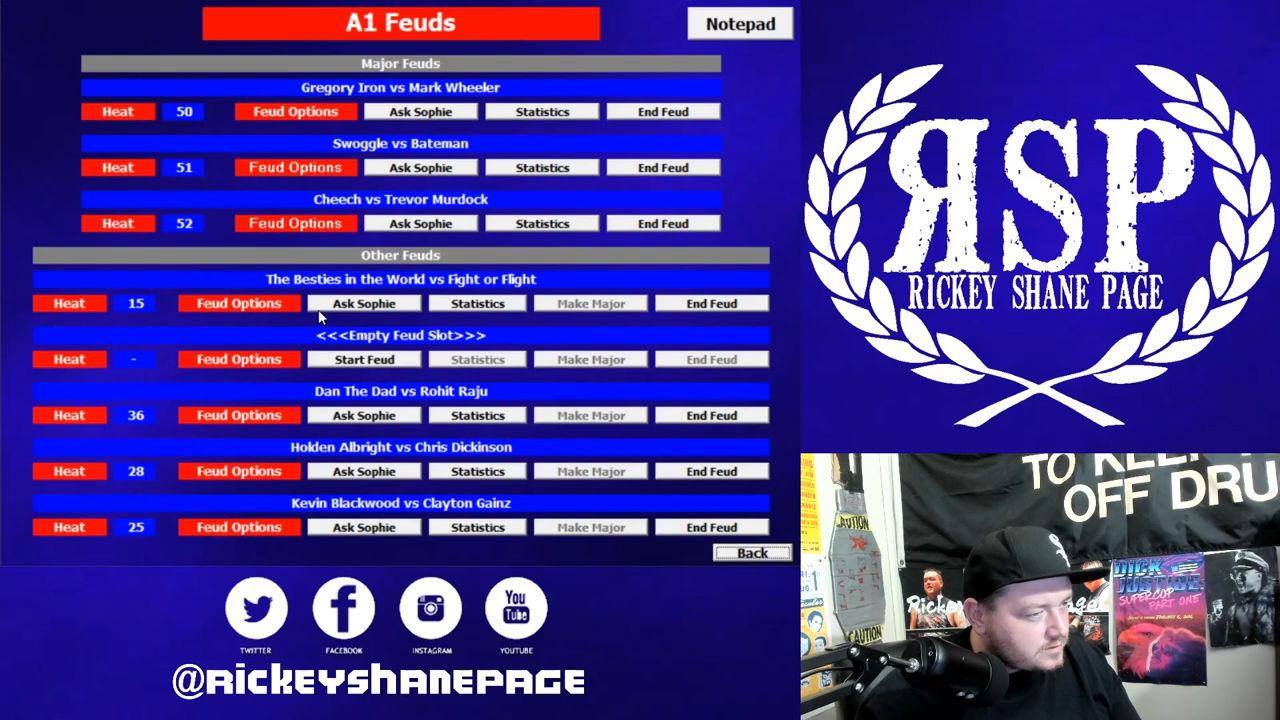 A1 Feuds
Notepad
Major Feuds
Gregory Iron vs Mark Wheeler
Heat 50 Feud Options Ask Sophie Statistics End Feud
Swoggle vs Bateman
Heat 51 Feud Options Ask Sophie Statistics End Feud
Cheech vs Trevor Murdock
Heat 52 Feud Options Ask Sophie Statistics End Feud
Other Feuds
The Besties in the World vs Fight or Flight
Heat 15 Feud Options Ask Sophie Statistics Make Major End Feud
<<<Empty Feud Slot>>>
Heat - Feud Options Start Feud Statistics Make Major End Feud
Dan The Dad vs Rohit Raju
Heat 36 Feud Options Ask Sophie Statistics Make Major End Feud
Holden Albright vs Chris Dickinson
Heat 28 Feud Options Ask Sophie Statistics Make Major End Feud
Kevin Blackwood vs Clayton Gainz
Heat 25 Feud Options Ask Sophie Statistics Make Major End Feud
Back
RSP
RICKEY SHANE PAGE
TWITTER FACEBOOK INSTAGRAM YOUTUBE
You Tube
@RICKEYSHANEPAGE
TO
OFF DRU
CAUTION
CAUTION
DICK
JUSTICE
SUPERCOP
PART ONE